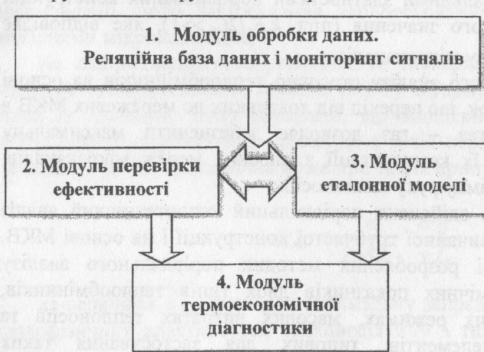 1. Модуль обробки даних.
Реляційна база даних і моніторинг сигналів
2. Модуль перевірки
ефективності
3. Модуль
еталонної моделі
4. Модуль
термоекономічної
діагностики